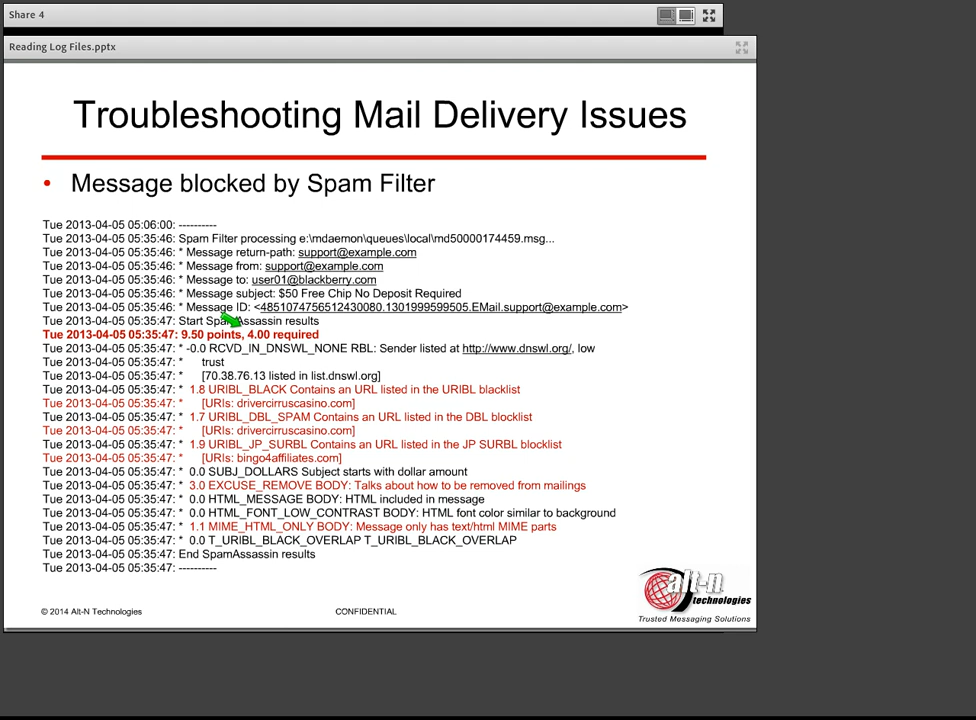 Share 4
Reading Log Files.pptx
Troubleshooting Mail Delivery Issues
• Message blocked by Spam Filter
Tue 2013-04-05 05:06:00: ----------
Tue 2013-04-05 05:35:46: Spam Filter processing e:\mdaemon\queues\local\md50000174459.msg...
Tue 2013-04-05 05:35:46: * Message return-path: support@example.com
Tue 2013-04-05 05:35:46: * Message from: support@example.com
Tue 2013-04-05 05:35:46: * Message to: user01@blackberry.com
Tue 2013-04-05 05:35:46: * Message subject: $50 Free Chip No Deposit Required
Tue 2013-04-05 05:35:46: * Message ID: <4851074756512430080.1301999599505.EMail.support@example.com>
Tue 2013-04-05 05:35:47: Start SpamAssassin results
Tue 2013-04-05 05:35:47: 9.50 points, 4.00 required
Tue 2013-04-05 05:35:47: * -0.0 RCVD_IN_DNSWL_NONE RBL: Sender listed at http://www.dnswl.org/, low
Tue 2013-04-05 05:35:47: * trust
Tue 2013-04-05 05:35:47: * [70.38.76.13 listed in list.dnswl.org]
Tue 2013-04-05 05:35:47: * 1.8 URIBL_BLACK Contains an URL listed in the URIBL blacklist
Tue 2013-04-05 05:35:47: * [URIs: drivercirruscasino.com]
Tue 2013-04-05 05:35:47: * 1.7 URIBL_DBL_SPAM Contains an URL listed in the DBL blocklist
Tue 2013-04-05 05:35:47: * [URIs: drivercirruscasino.com]
Tue 2013-04-05 05:35:47: * 1.9 URIBL_JP_SURBL Contains an URL listed in the JP SURBL blocklist
Tue 2013-04-05 05:35:47: * [URIs: bingo4affiliates.com]
Tue 2013-04-05 05:35:47: * 0.0 SUBJ_DOLLARS Subject starts with dollar amount
Tue 2013-04-05 05:35:47: * 3.0 EXCUSE_REMOVE BODY: Talks about how to be removed from mailings
Tue 2013-04-05 05:35:47: * 0.0 HTML_MESSAGE BODY: HTML included in message
Tue 2013-04-05 05:35:47: * 0.0 HTML_FONT_LOW_CONTRAST BODY: HTML font color similar to background
Tue 2013-04-05 05:35:47: * 1.1 MIME_HTML_ONLY BODY: Message only has text/html MIME parts
Tue 2013-04-05 05:35:47: * 0.0 T_URIBL_BLACK_OVERLAP T_URIBL_BLACK_OVERLAP
Tue 2013-04-05 05:35:47: End SpamAssassin results
Tue 2013-04-05 05:35:47: ----------
alt-n
technologies
Trusted Messaging Solutions
© 2014 Alt-N Technologies
CONFIDENTIAL